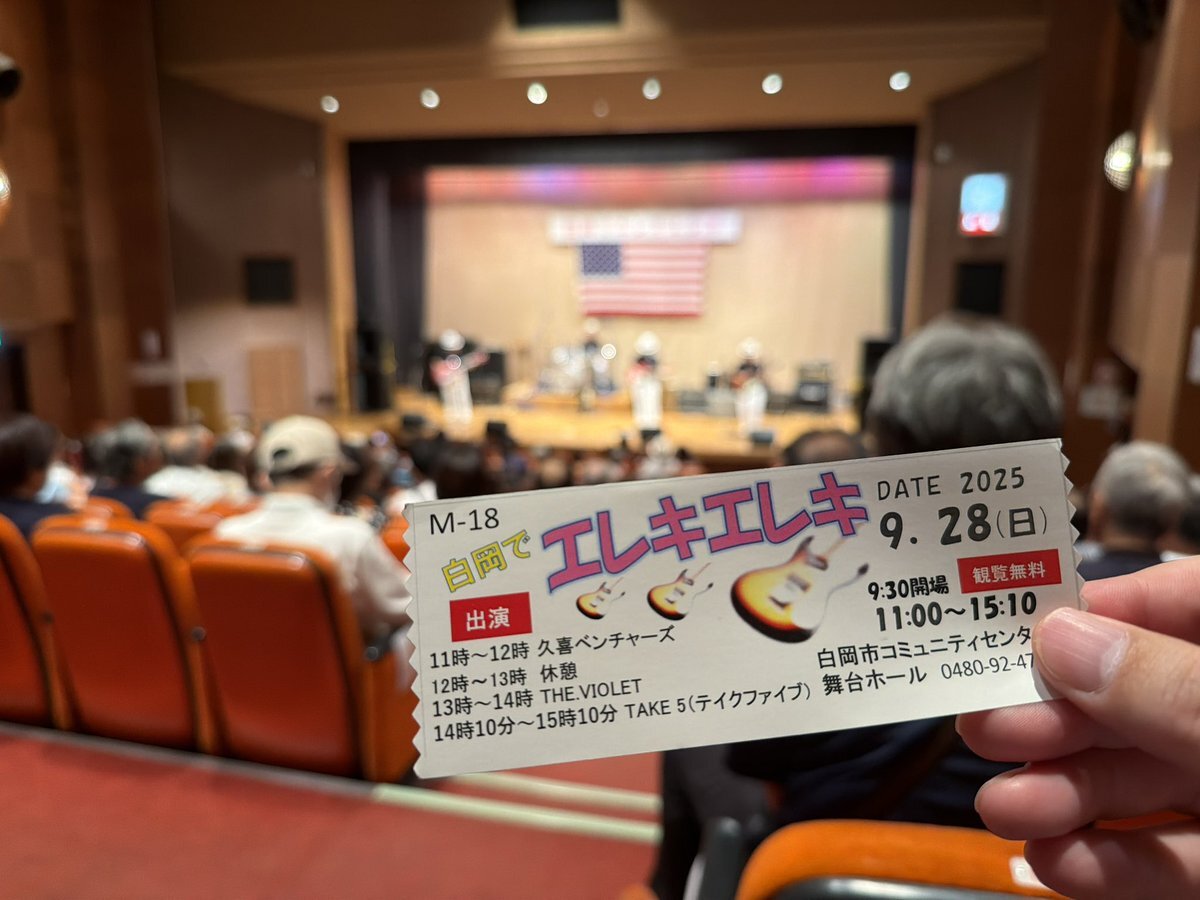 M-18
白岡で
エレキエレキ
DATE 2025
9. 28(日)
9:30開場 観覧無料
11:00～15:10
出演
11時～12時 久喜ベンチャーズ
12時～13時 休憩
13時～14時 THE.VIOLET
14時10分～15時10分 TAKE 5(テイクファイブ)
白岡市コミュニティセンタ
舞台ホール 0480-92-47